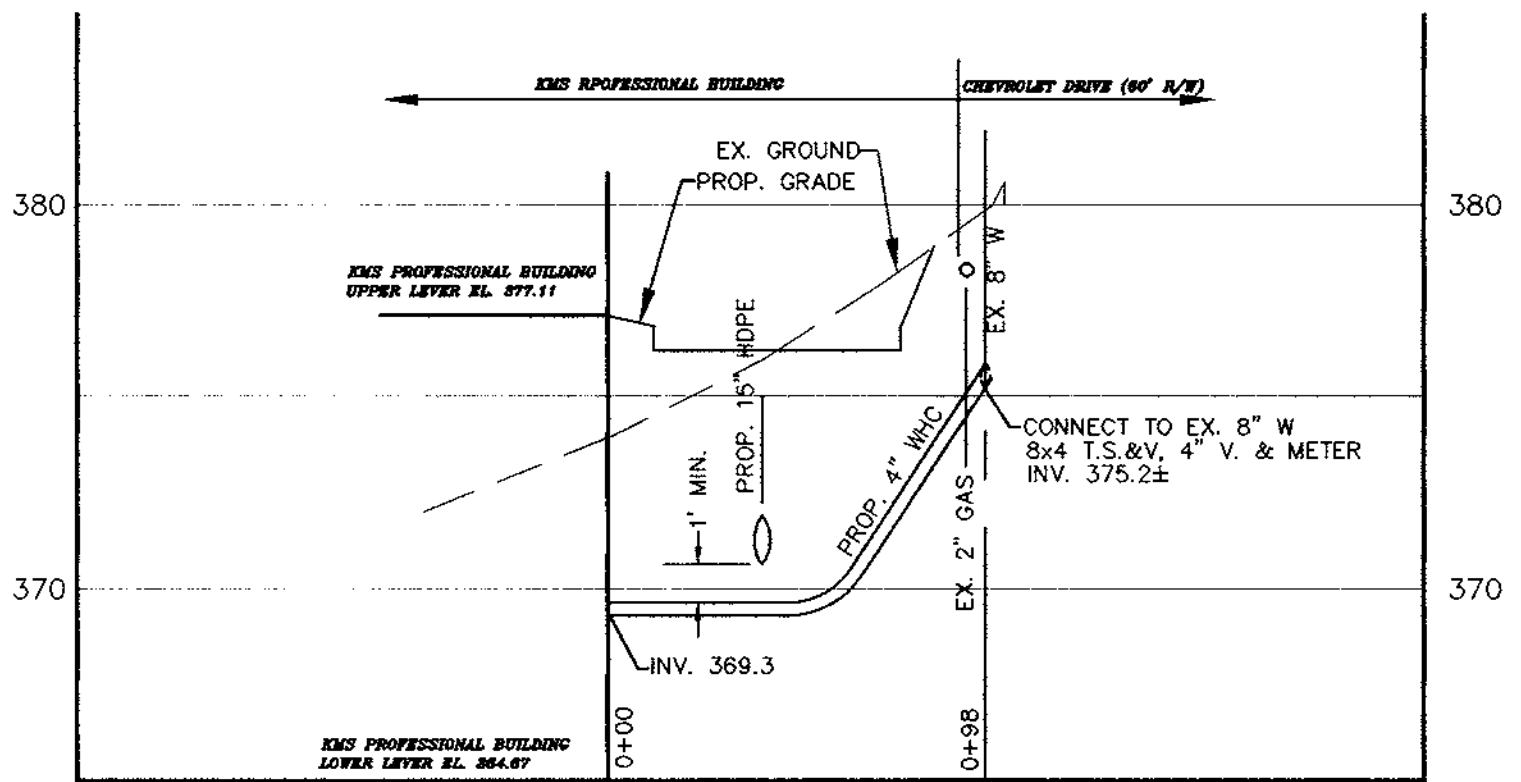 KMS RPOFESSIONAL BUILDING
CHEVROLET DRIVE (60' R/W)
EX. GROUND
PROP. GRADE
380
380
KMS PROFESSIONAL BUILDING
UPPER LEVER EL. 377.11
EX. 8" W
PROP. 15" HDPE
1' MIN.
PROP. 4" WHC
EX. 2" GAS
CONNECT TO EX. 8" W
8x4 T.S.&V, 4" V. & METER
INV. 375.2±
370
370
INV. 369.3
0+00
0+98
KMS PROFESSIONAL BUILDING
LOWER LEVER EL. 364.67